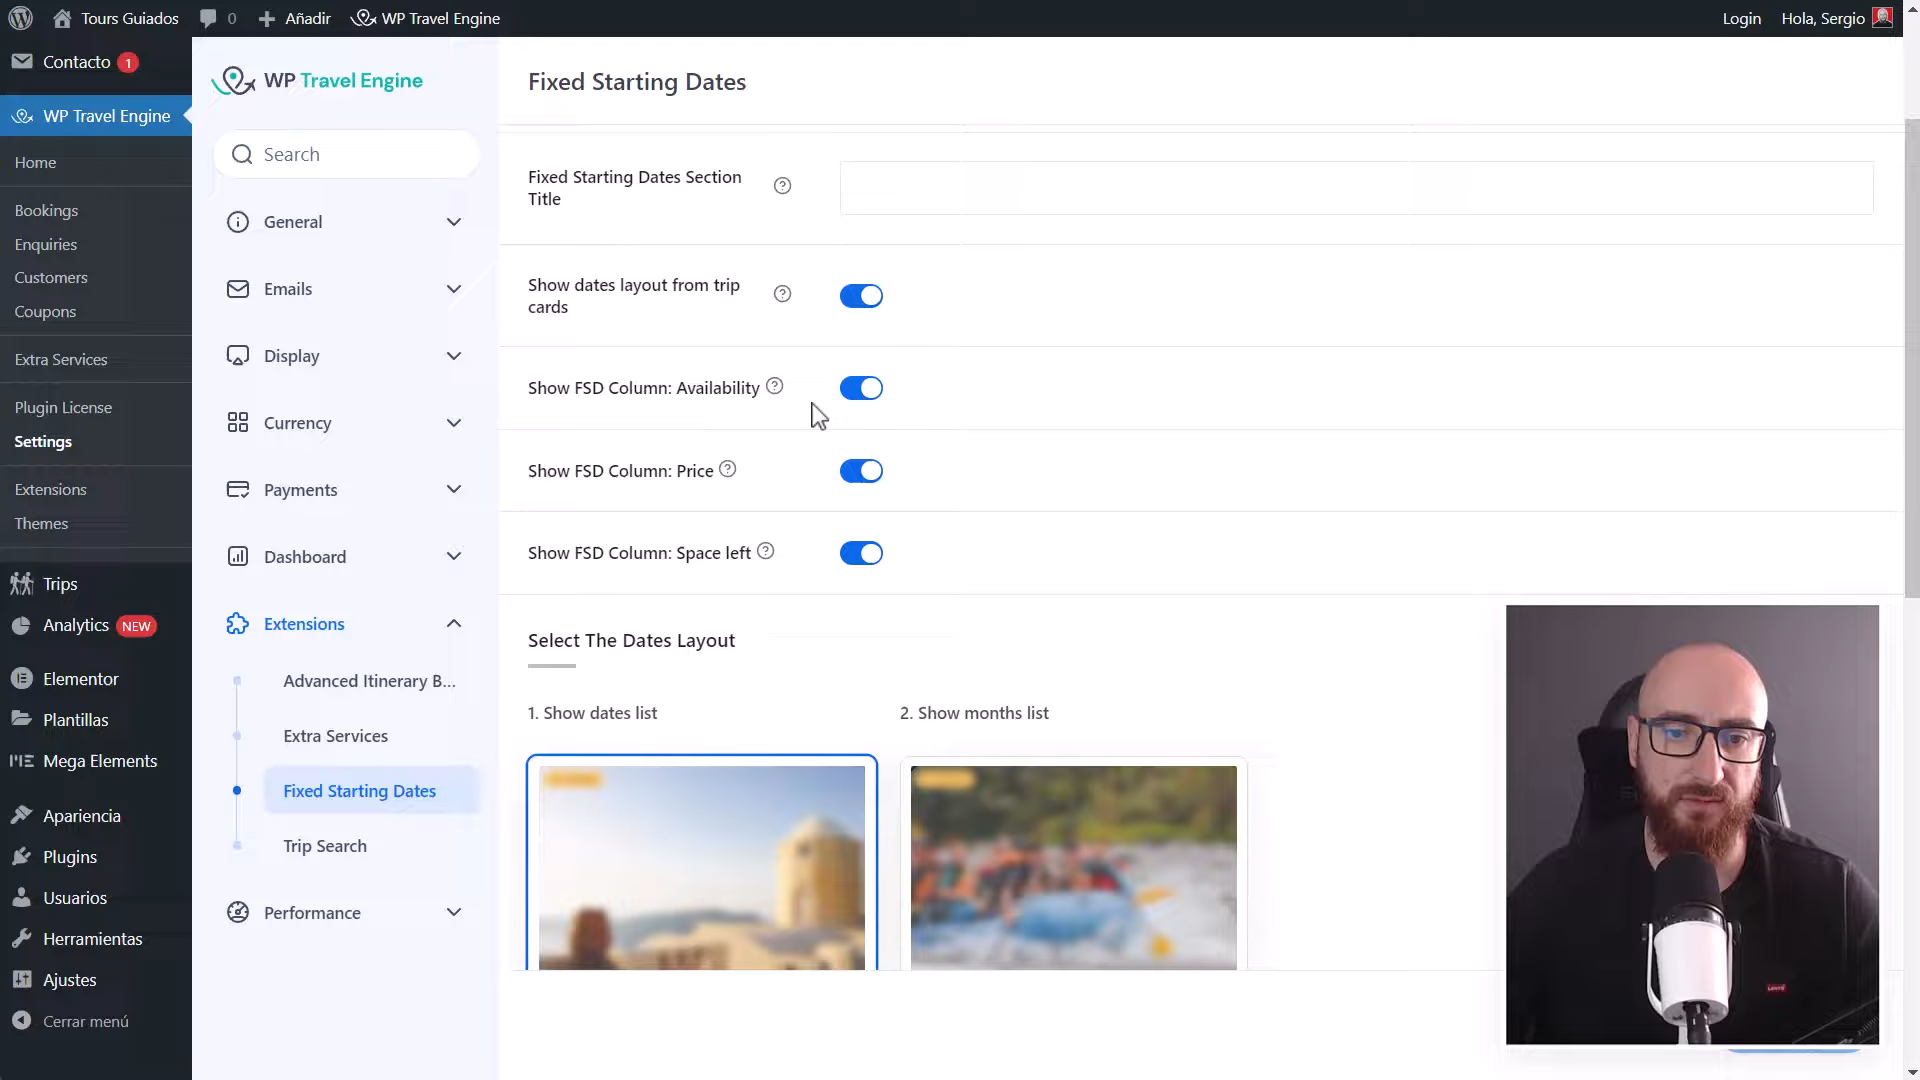 Tours Guiados
0
Añadir
WP Travel Engine
Login
Hola, Sergio
Contacto 1
WP Travel Engine
Home
Bookings
Enquiries
Customers
Coupons
Extra Services
Plugin License
Settings
Extensions
Themes
Trips
Analytics NEW
Elementor
Plantillas
Mega Elements
Apariencia
Plugins
Usuarios
Herramientas
Ajustes
Cerrar menú
WP Travel Engine
Search
General
Emails
Display
Currency
Payments
Dashboard
Extensions
Advanced Itinerary B...
Extra Services
Fixed Starting Dates
Trip Search
Performance
Fixed Starting Dates
Fixed Starting Dates Section
Title
Show dates layout from trip
cards
Show FSD Column: Availability
Show FSD Column: Price
Show FSD Column: Space left
Select The Dates Layout
1. Show dates list
2. Show months list